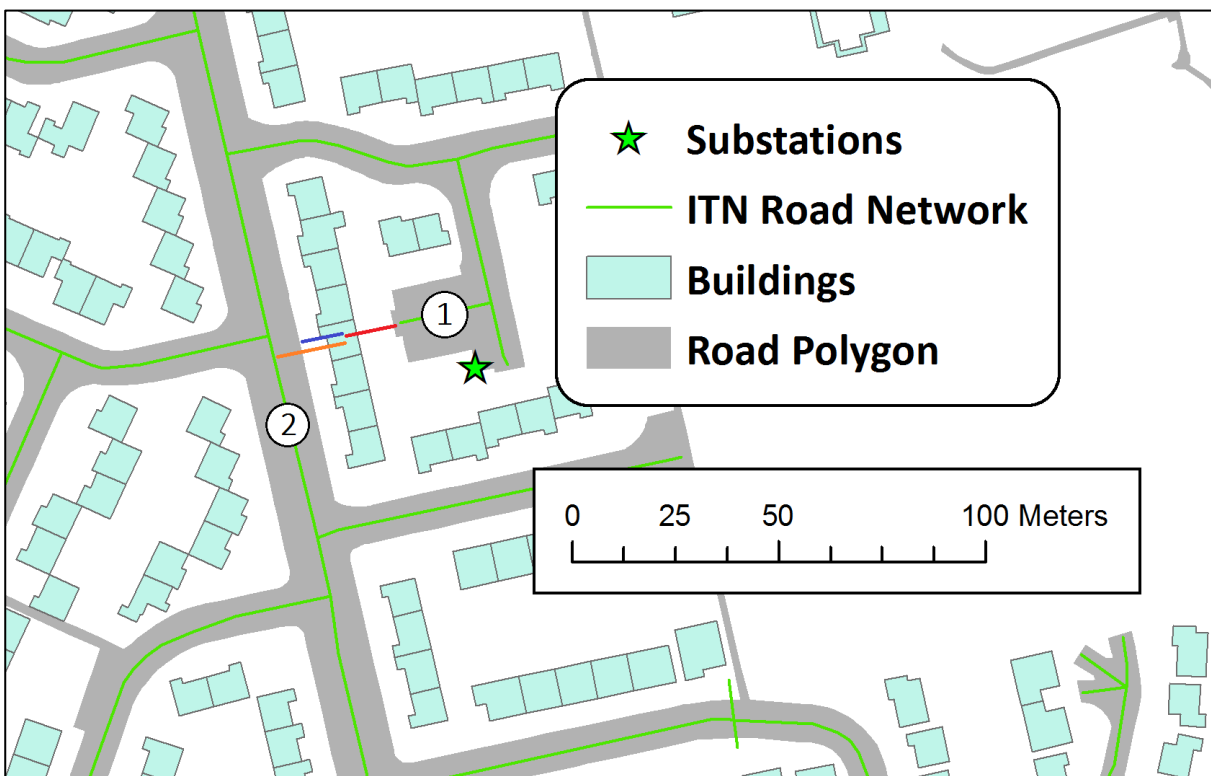 Substations
ITN Road Network
Buildings
Road Polygon
1
2
0 25 50 100 Meters